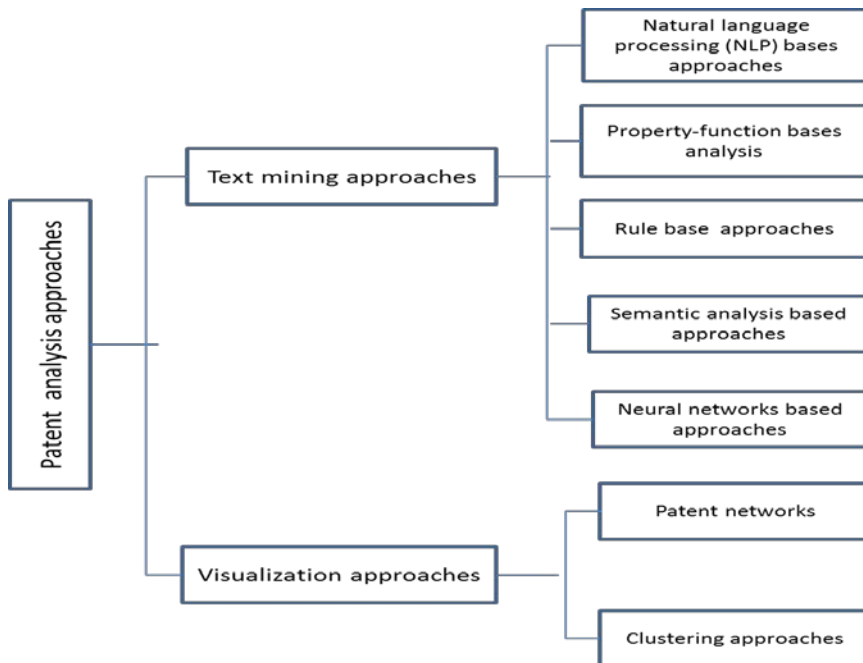 Patent analysis approaches
Text mining approaches
Natural language
processing (NLP) bases
approaches
Property-function bases
analysis
Rule base approaches
Semantic analysis based
approaches
Neural networks based
approaches
Visualization approaches
Patent networks
Clustering approaches